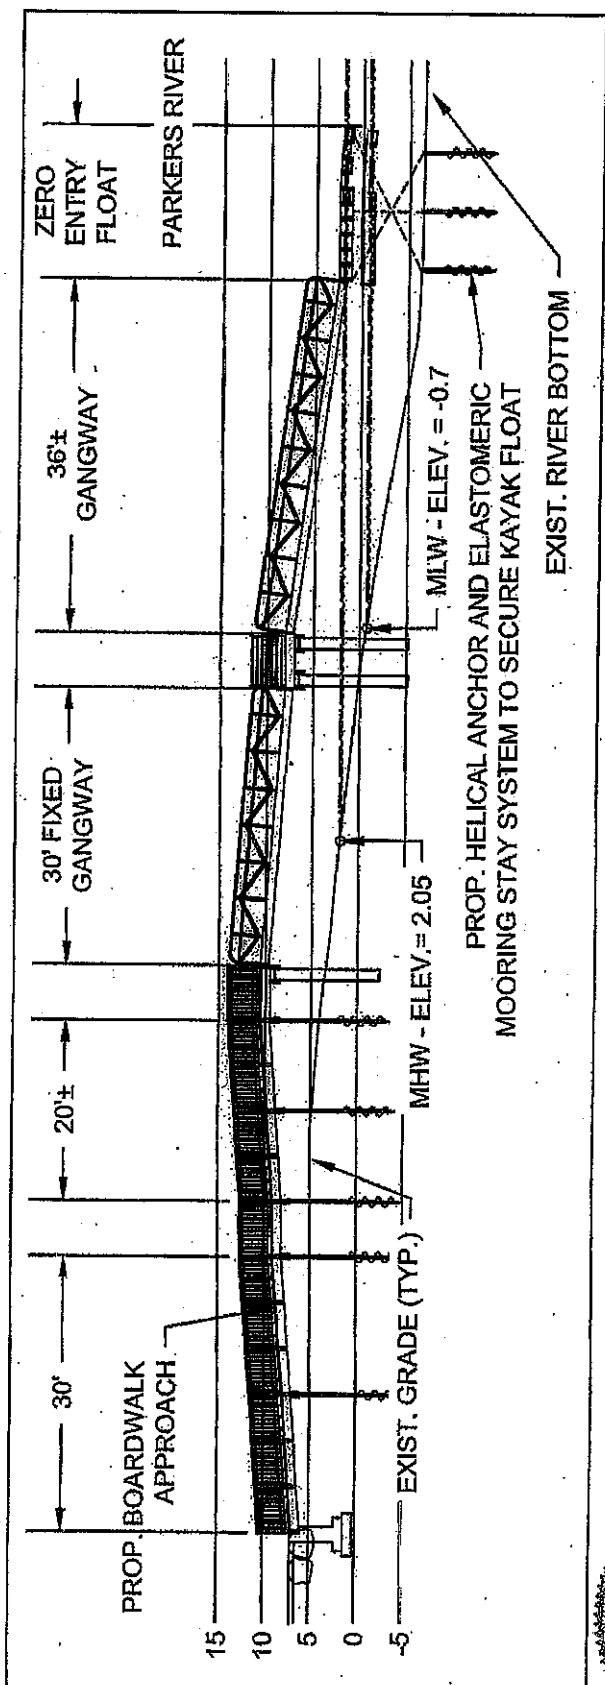 30'
20'±
30' FIXED
GANGWAY
36'±
GANGWAY
ZERO
ENTRY
FLOAT
PARKERS RIVER
PROP. BOARDWALK
APPROACH
15
10
5
0
-5
EXIST. GRADE (TYP.)
MHW - ELEV.= 2.05
MLW - ELEV. = -0.7
PROP. HELICAL ANCHOR AND ELASTOMERIC
MOORING STAY SYSTEM TO SECURE KAYAK FLOAT
EXIST. RIVER BOTTOM